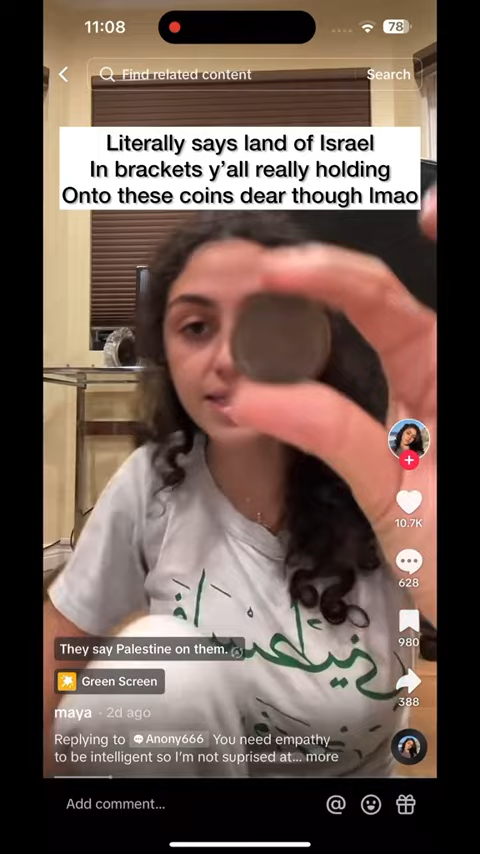 11:08
78
Find related content
Search
Literally says land of Israel
In brackets y'all really holding
Onto these coins dear though lmao
10.7K
628
980
388
They say Palestine on them.
Green Screen
maya · 2d ago
Replying to Anony666 You need empathy
to be intelligent so I'm not suprised at... more
Add comment...